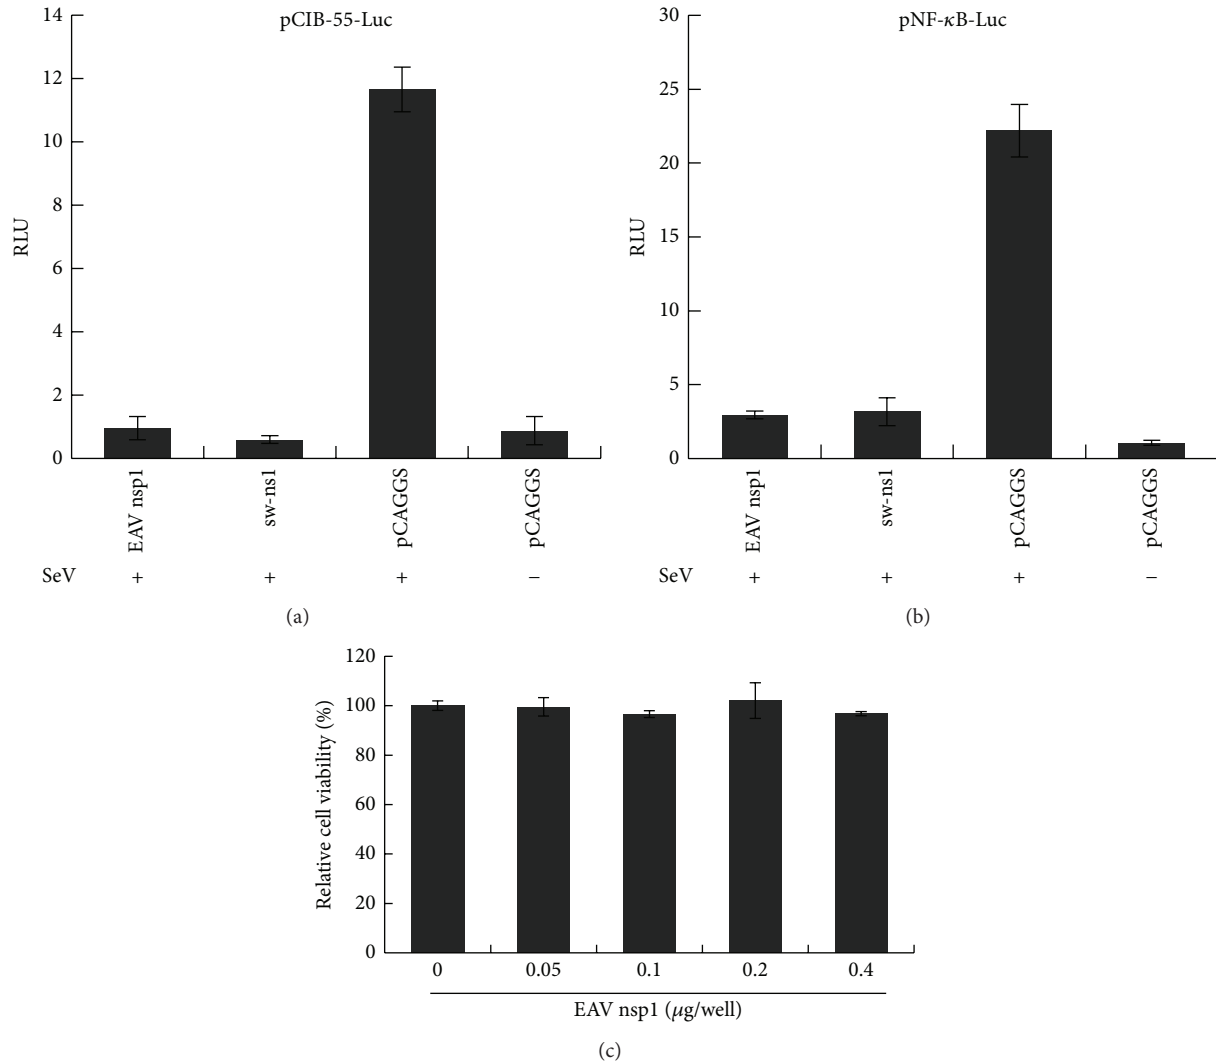 pCIB-55-Luc
14
12
10
8
6
4
2
0
RLU
EAV nsp1
sw-ns1
pCAGGS
pCAGGS
SeV + + + −
(a)
pNF-κB-Luc
30
25
20
15
10
5
0
RLU
EAV nsp1
sw-ns1
pCAGGS
pCAGGS
SeV + + + −
(b)
120
100
80
60
40
20
0
Relative cell viability (%)
0 0.05 0.1 0.2 0.4
EAV nsp1 (μg/well)
(c)